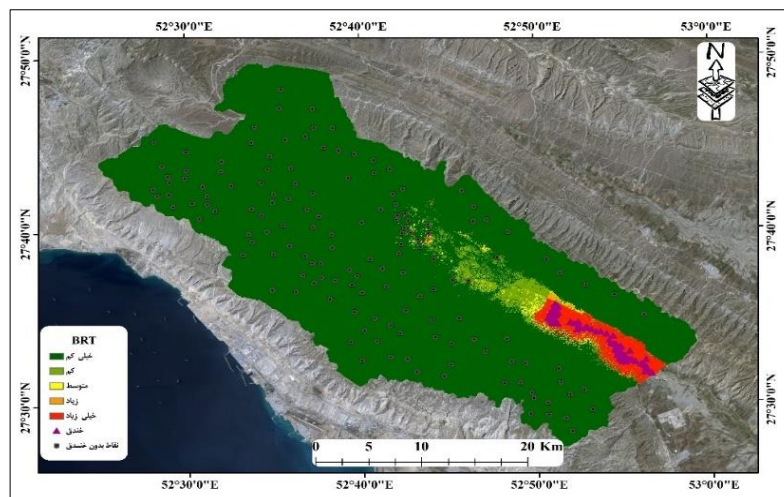 52°30'0"E 52°40'0"E 52°50'0"E 53°0'0"E
27°50'0"N 27°50'0"N
N
27°40'0"N 27°40'0"N
27°30'0"N 27°30'0"N
BRT
خیلی کم
کم
متوسط
زیاد
خیلی زیاد
خندق
نقاط بدون خندق
0 5 10 20 Km
52°30'0"E 52°40'0"E 52°50'0"E 53°0'0"E